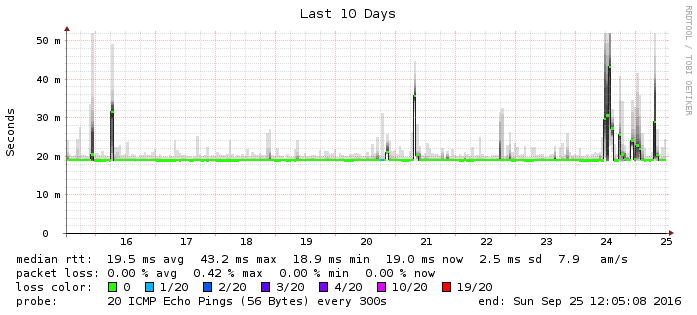 Last 10 Days
RRDTOOL / TOBI OETIKER
Seconds
50 m
40 m
30 m
20 m
10 m
0
16 17 18 19 20 21 22 23 24 25
median rtt: 19.5 ms avg 43.2 ms max 18.9 ms min 19.0 ms now 2.5 ms sd 7.9 am/s
packet loss: 0.00 % avg 0.42 % max 0.00 % min 0.00 % now
loss color: 0 1/20 2/20 3/20 4/20 10/20 19/20
probe: 20 ICMP Echo Pings (56 Bytes) every 300s end: Sun Sep 25 12:05:08 2016